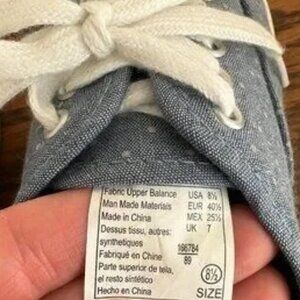 Fabric Upper Balance USA 8½
Man Made Materials EUR 40½
Made in China MEX 25½
Dessus tissu, autres: UK 7
synthétiques 166784
Fabriqué en Chine 89
Parte superior de tela,
el resto sintético 8½
Hecho en China SIZE